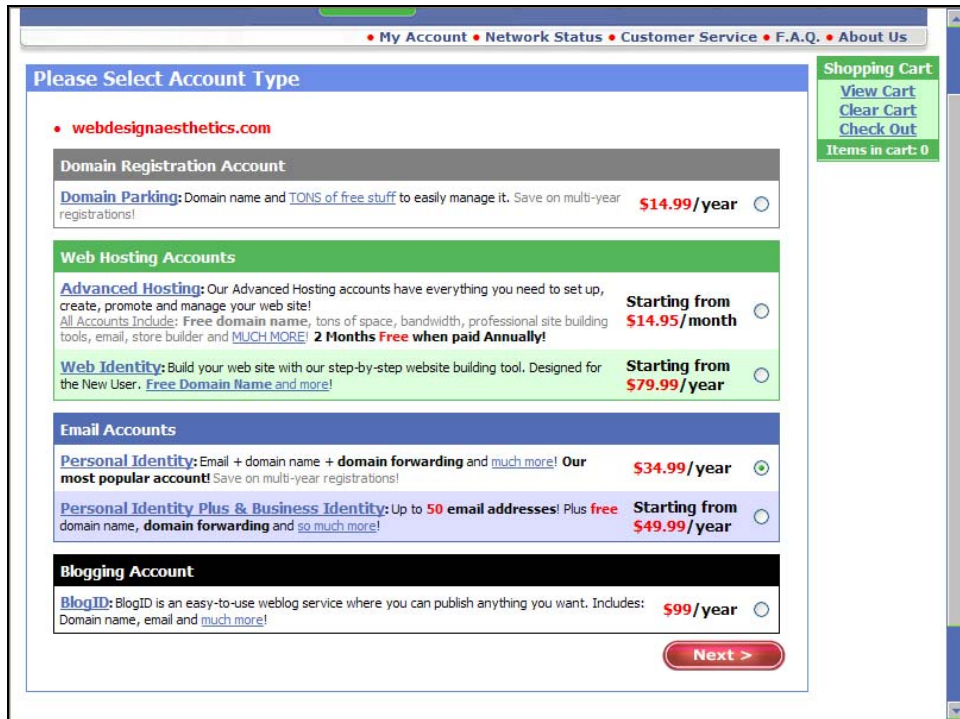 • My Account • Network Status • Customer Service • F.A.Q. • About Us
Please Select Account Type
Shopping Cart
View Cart
Clear Cart
Check Out
Items in cart: 0
• webdesignaesthetics.com
Domain Registration Account
Domain Parking: Domain name and TONS of free stuff to easily manage it. Save on multi-year
registrations!
$14.99/year
Web Hosting Accounts
Advanced Hosting: Our Advanced Hosting accounts have everything you need to set up,
create, promote and manage your web site!
All Accounts Include: Free domain name, tons of space, bandwidth, professional site building
tools, email, store builder and MUCH MORE! 2 Months Free when paid Annually!
Starting from
$14.95/month
Web Identity: Build your web site with our step-by-step website building tool. Designed for
the New User. Free Domain Name and more!
Starting from
$79.99/year
Email Accounts
Personal Identity: Email + domain name + domain forwarding and much more! Our
most popular account! Save on multi-year registrations!
$34.99/year
Personal Identity Plus & Business Identity: Up to 50 email addresses! Plus free
domain name, domain forwarding and so much more!
Starting from
$49.99/year
Blogging Account
BlogID: BlogID is an easy-to-use weblog service where you can publish anything you want. Includes:
Domain name, email and much more!
$99/year
Next >